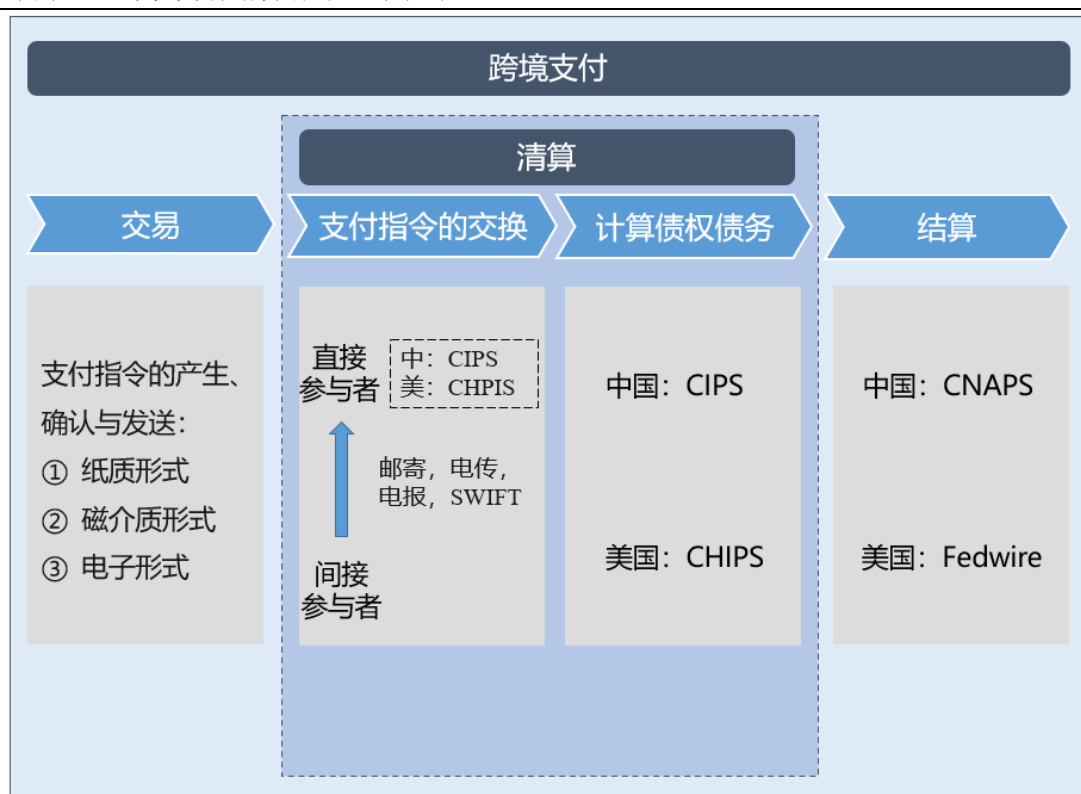 跨境支付
清算
交易
支付指令的交换
计算债权债务
结算
支付指令的产生、
确认与发送：
① 纸质形式
② 磁介质形式
③ 电子形式
直接
参与者
中：CIPS
美：CHPIS
邮寄，电传，
电报，SWIFT
间接
参与者
中国：CIPS
美国：CHIPS
中国：CNAPS
美国：Fedwire